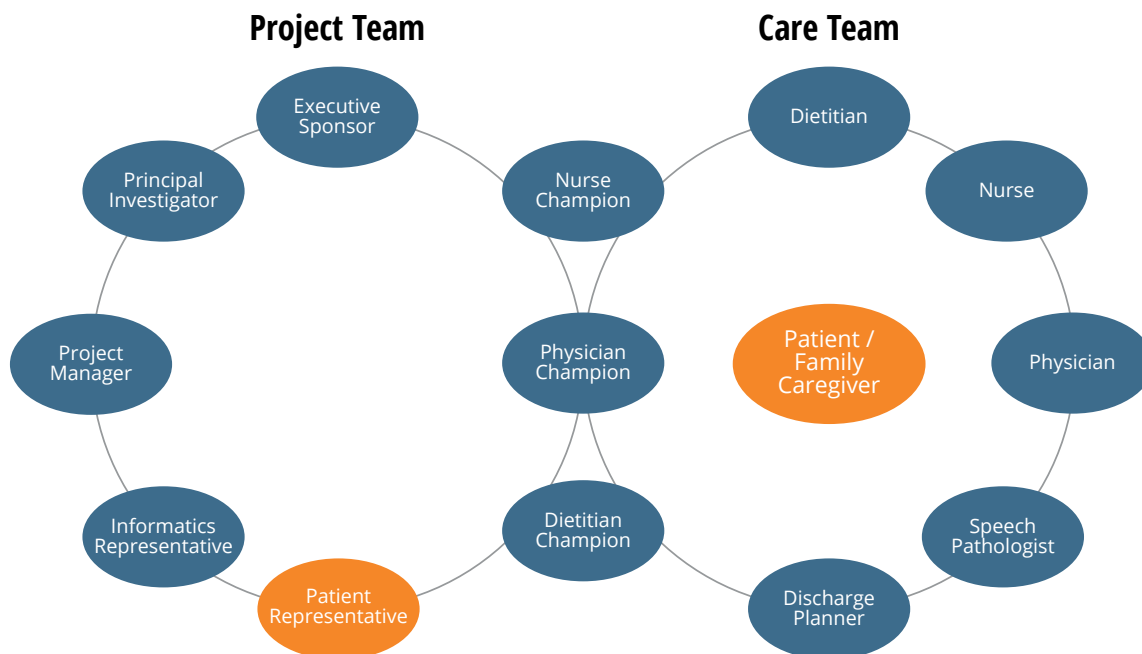 Project Team
Care Team
Executive
Sponsor
Dietitian
Principal
Investigator
Nurse
Champion
Nurse
Project
Manager
Physician
Champion
Patient /
Family
Caregiver
Physician
Informatics
Representative
Dietitian
Champion
Speech
Pathologist
Patient
Representative
Discharge
Planner